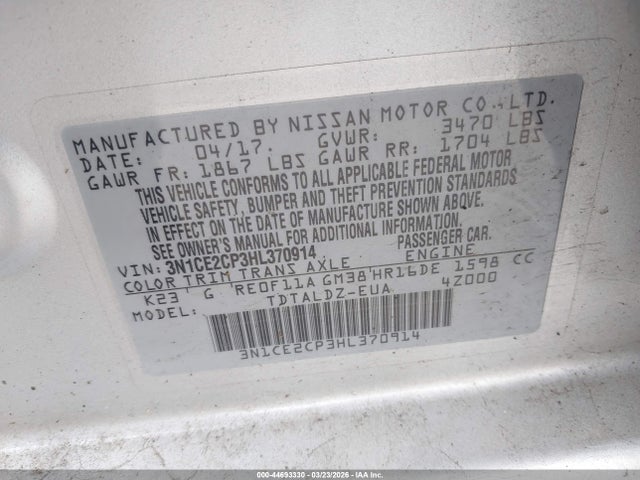 MANUFACTURED BY NISSAN MOTOR CO.,LTD.
DATE: 04/17. GVWR: 3470 LBS
GAWR FR: 1867 LBS GAWR RR: 1704 LBS
THIS VEHICLE CONFORMS TO ALL APPLICABLE FEDERAL MOTOR
VEHICLE SAFETY, BUMPER AND THEFT PREVENTION STANDARDS
IN EFFECT ON THE DATE OF MANUFACTURE SHOWN ABOVE.
SEE OWNER'S MANUAL FOR ADDITIONAL INFORMATION.
VIN: 3N1CE2CP3HL370914 PASSENGER CAR.
COLOR TRIM TRANS AXLE ENGINE
K23 G RE0F11A GM38 HR16DE 1598 CC
MODEL: TDTALDZ-EUA 4Z000
3N1CE2CP3HL370914
000-44693330 - 03/23/2026 - IAA Inc.